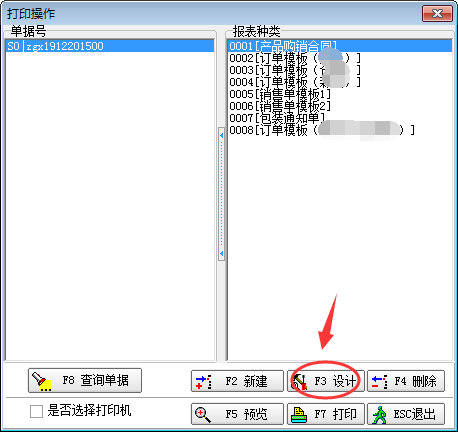 打印操作
单据号
SO|zgx1912201500
报表种类
0001[产品购销合同]
0002[订单模板（ ）]
0003[订单模板（ ）]
0004[订单模板（ ）]
0005[销售单模板1]
0006[销售单模板2]
0007[包装通知单]
0008[订单模板（ ）]
F8 查询单据
F2 新建
F3 设计
F4 删除
是否选择打印机
F5 预览
F7 打印
ESC退出